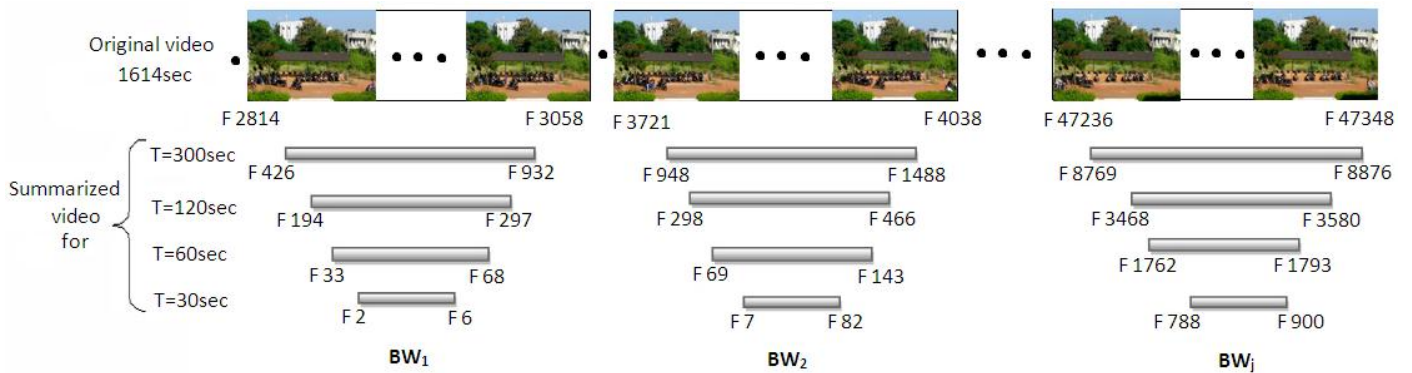 Original video
1614sec
F 2814 F 3058 F 3721 F 4038 F 47236 F 47348
Summarized
video
for
T=300sec
F 426 F 932 F 948 F 1488 F 8769 F 8876
T=120sec
F 194 F 297 F 298 F 466 F 3468 F 3580
T=60sec
F 33 F 68 F 69 F 143 F 1762 F 1793
T=30sec
F 2 F 6 F 7 F 82 F 788 F 900
BW₁ BW₂ BWⱼ